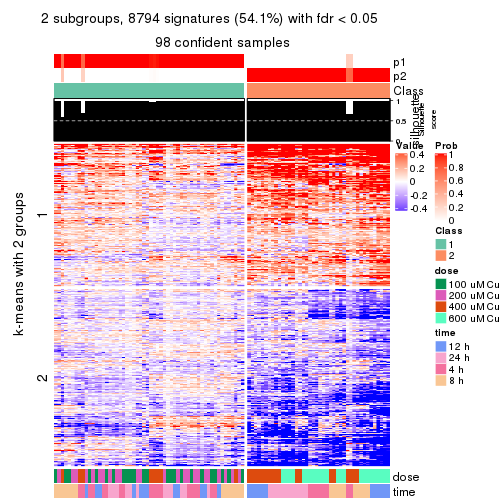 2 subgroups, 8794 signatures (54.1%) with fdr < 0.05
98 confident samples
p1
p2
Class
1
0.5
0
Silhouette
score
k-means with 2 groups
1
2
dose
time
Value
0.4
0.2
0
-0.2
-0.4
Prob
1
0.8
0.6
0.4
0.2
0
Class
1
2
dose
100 uM Cu
200 uM Cu
400 uM Cu
600 uM Cu
time
12 h
24 h
4 h
8 h